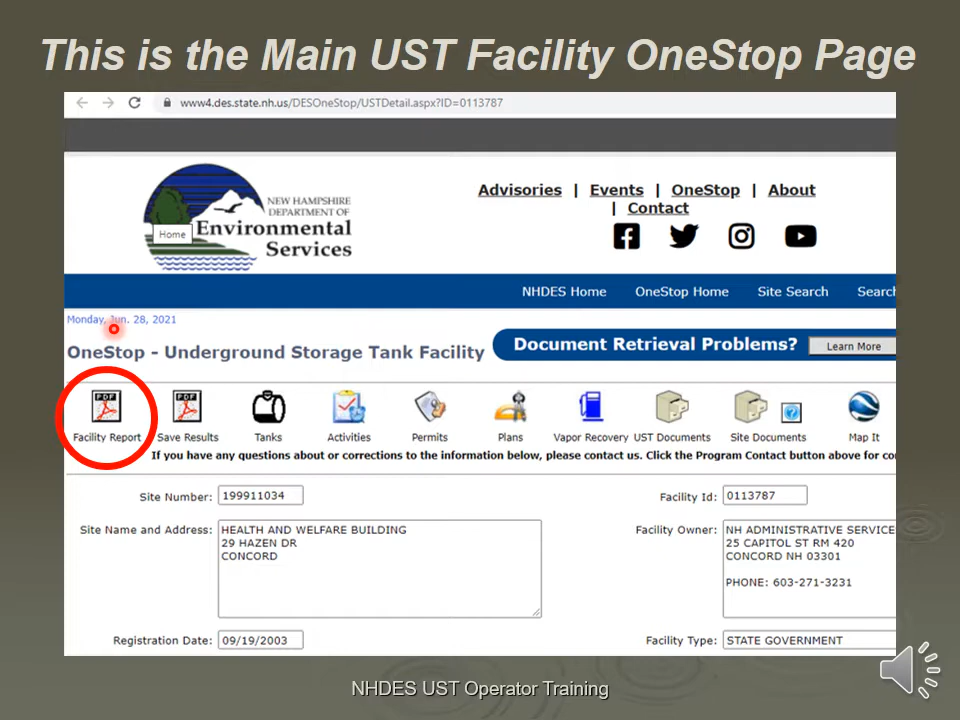 This is the Main UST Facility OneStop Page
www4.des.state.nh.us/DESOneStop/USTDetail.aspx?ID=0113787
NEW HAMPSHIRE
DEPARTMENT OF
Environmental
Services
Home
Advisories | Events | OneStop | About
| Contact
NHDES Home OneStop Home Site Search Search
Monday, Jun. 28, 2021
OneStop - Underground Storage Tank Facility
Document Retrieval Problems? Learn More
PDF PDF
Facility Report Save Results Tanks Activities Permits Plans Vapor Recovery UST Documents Site Documents Map It
If you have any questions about or corrections to the information below, please contact us. Click the Program Contact button above for
Site Number: 199911034
Facility Id: 0113787
Site Name and Address: HEALTH AND WELFARE BUILDING
29 HAZEN DR
CONCORD
Facility Owner: NH ADMINISTRATIVE SERVICE
25 CAPITOL ST RM 420
CONCORD NH 03301
PHONE: 603-271-3231
Registration Date: 09/19/2003
Facility Type: STATE GOVERNMENT
NHDES UST Operator Training